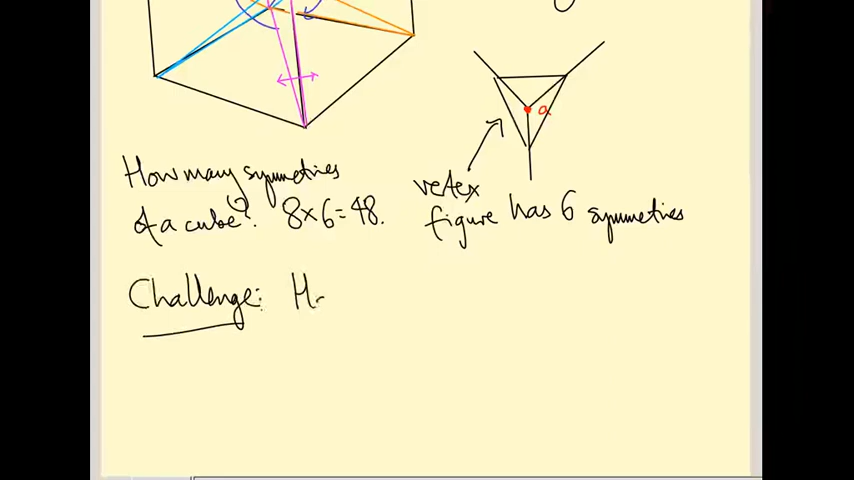 a
How many symmetries
of a cube? 8×6=48.
vertex
figure has 6 symmetries
Challenge: H